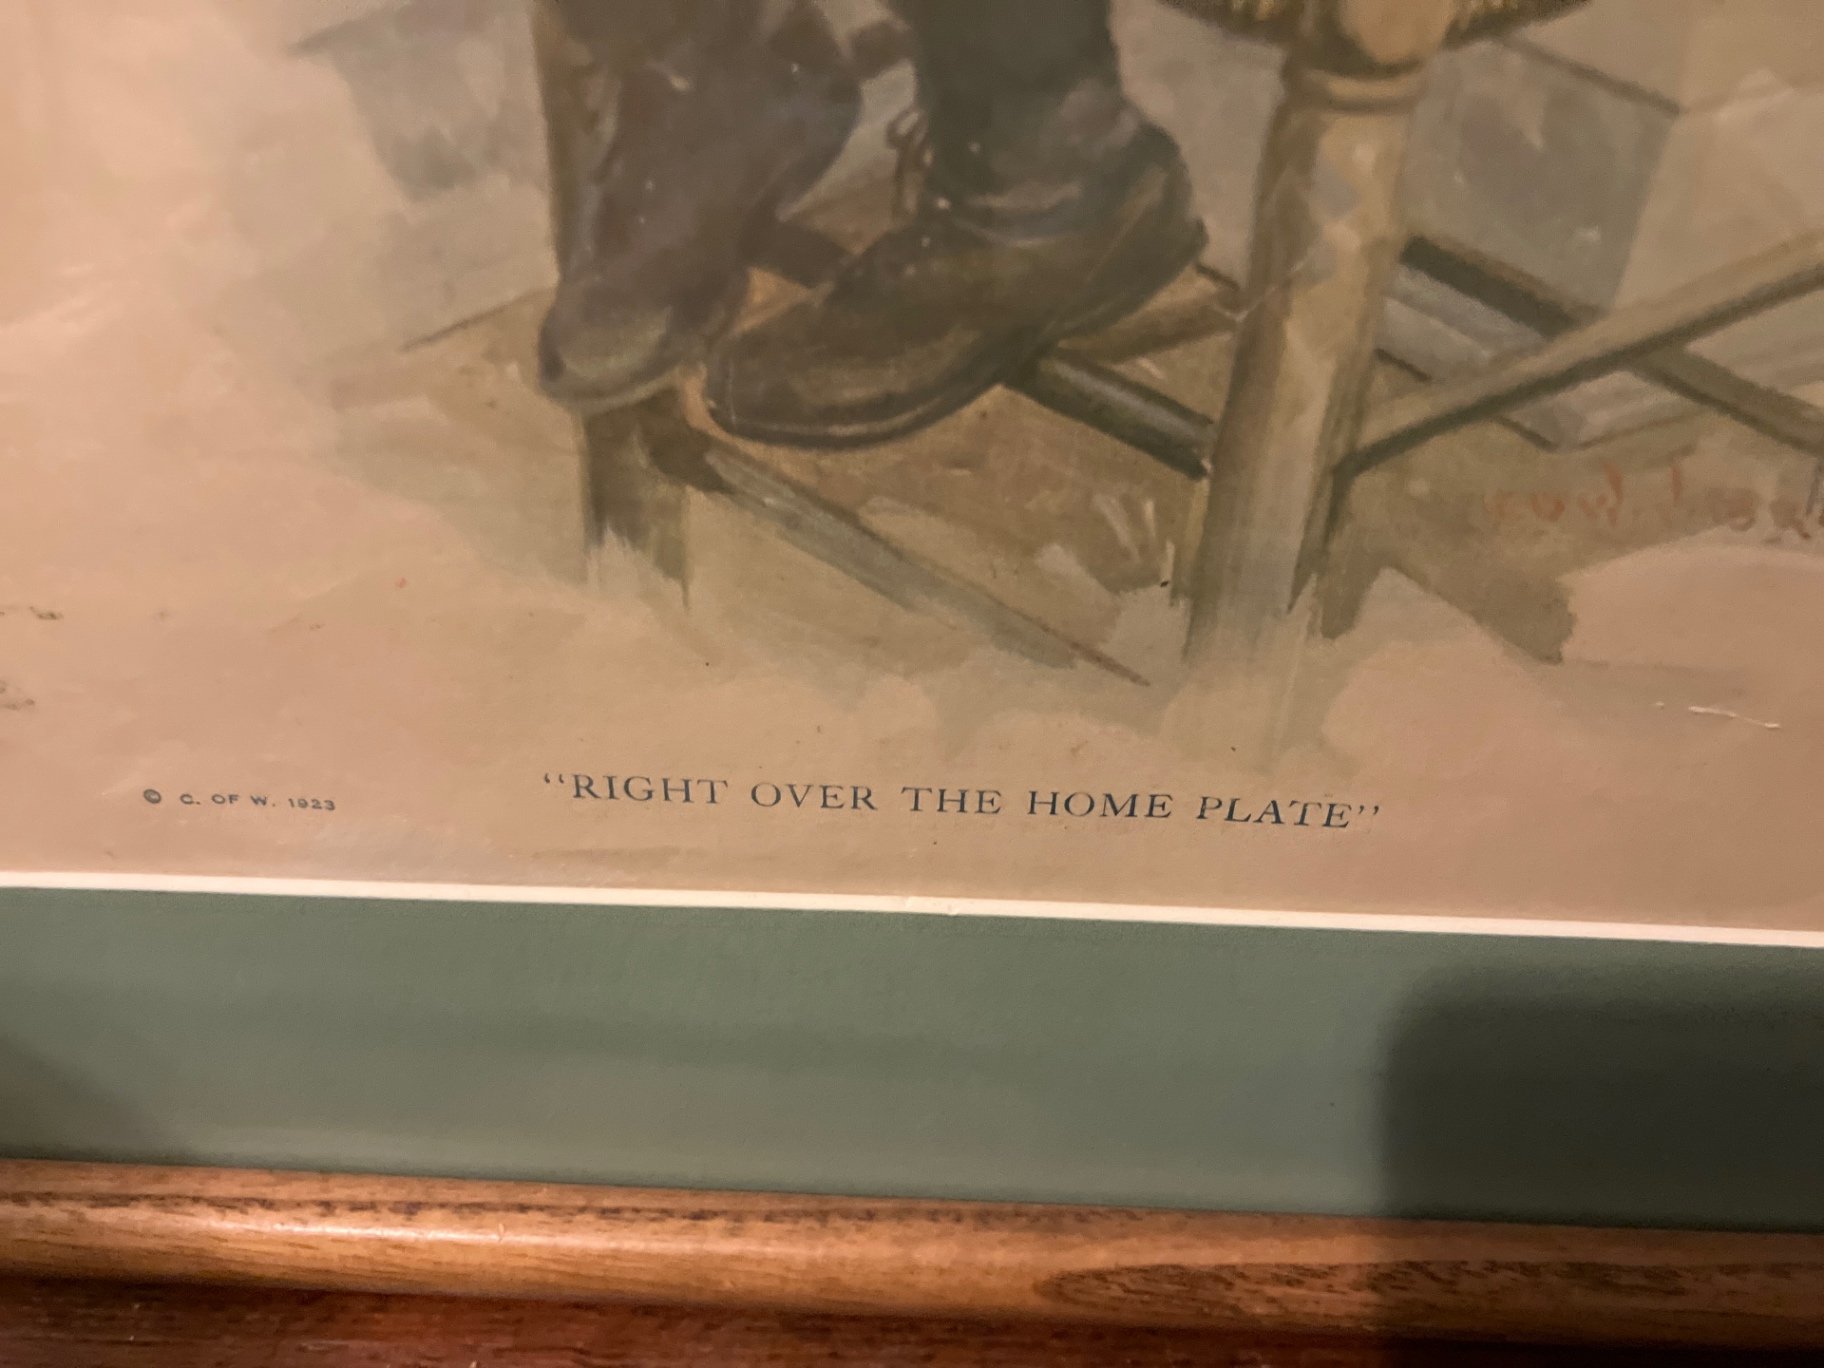 © C. OF W. 1923
“RIGHT OVER THE HOME PLATE”